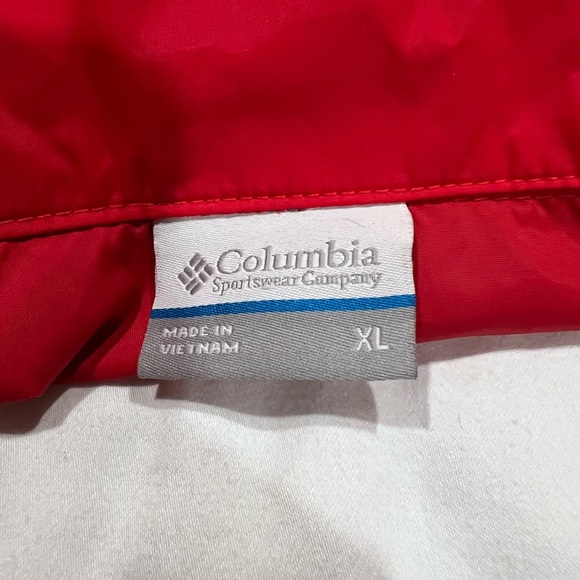 Columbia
Sportswear Company
MADE IN
VIETNAM
XL